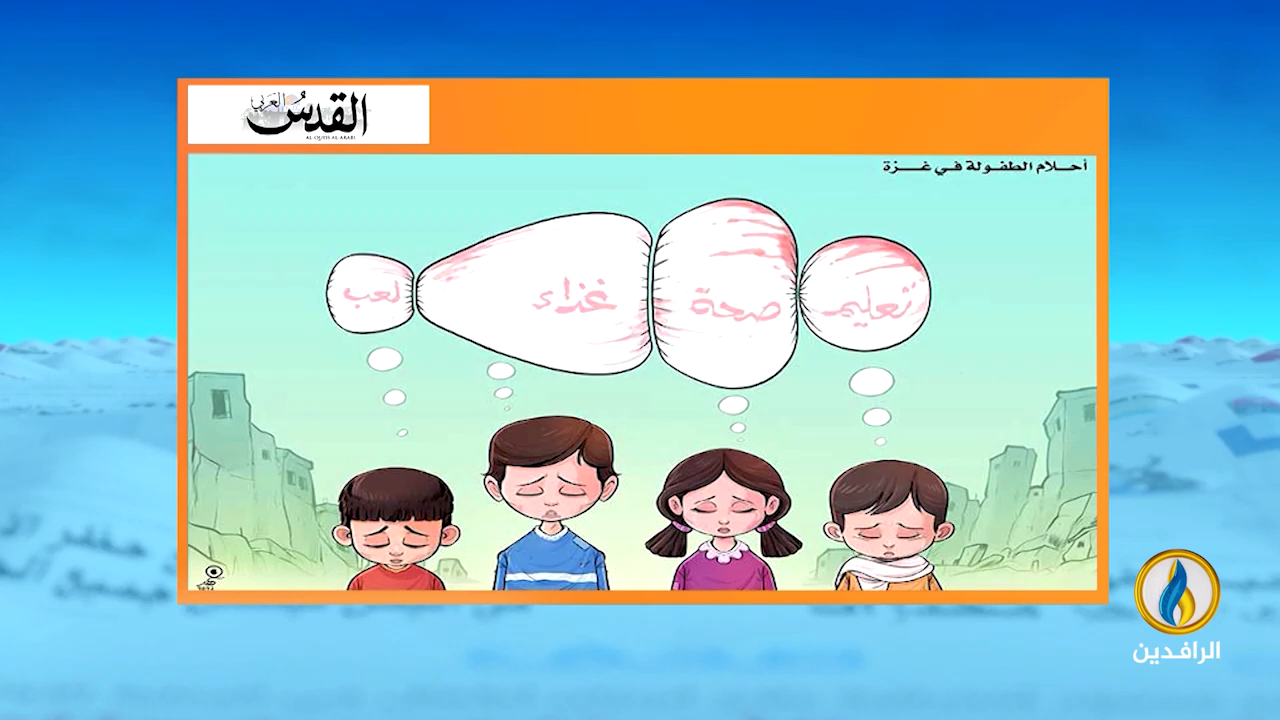 القدس العربي
AL QUDS AL ARABI
أحلام الطفولة في غزة
تعليم
صحة
غذاء
لعب
الرافدين